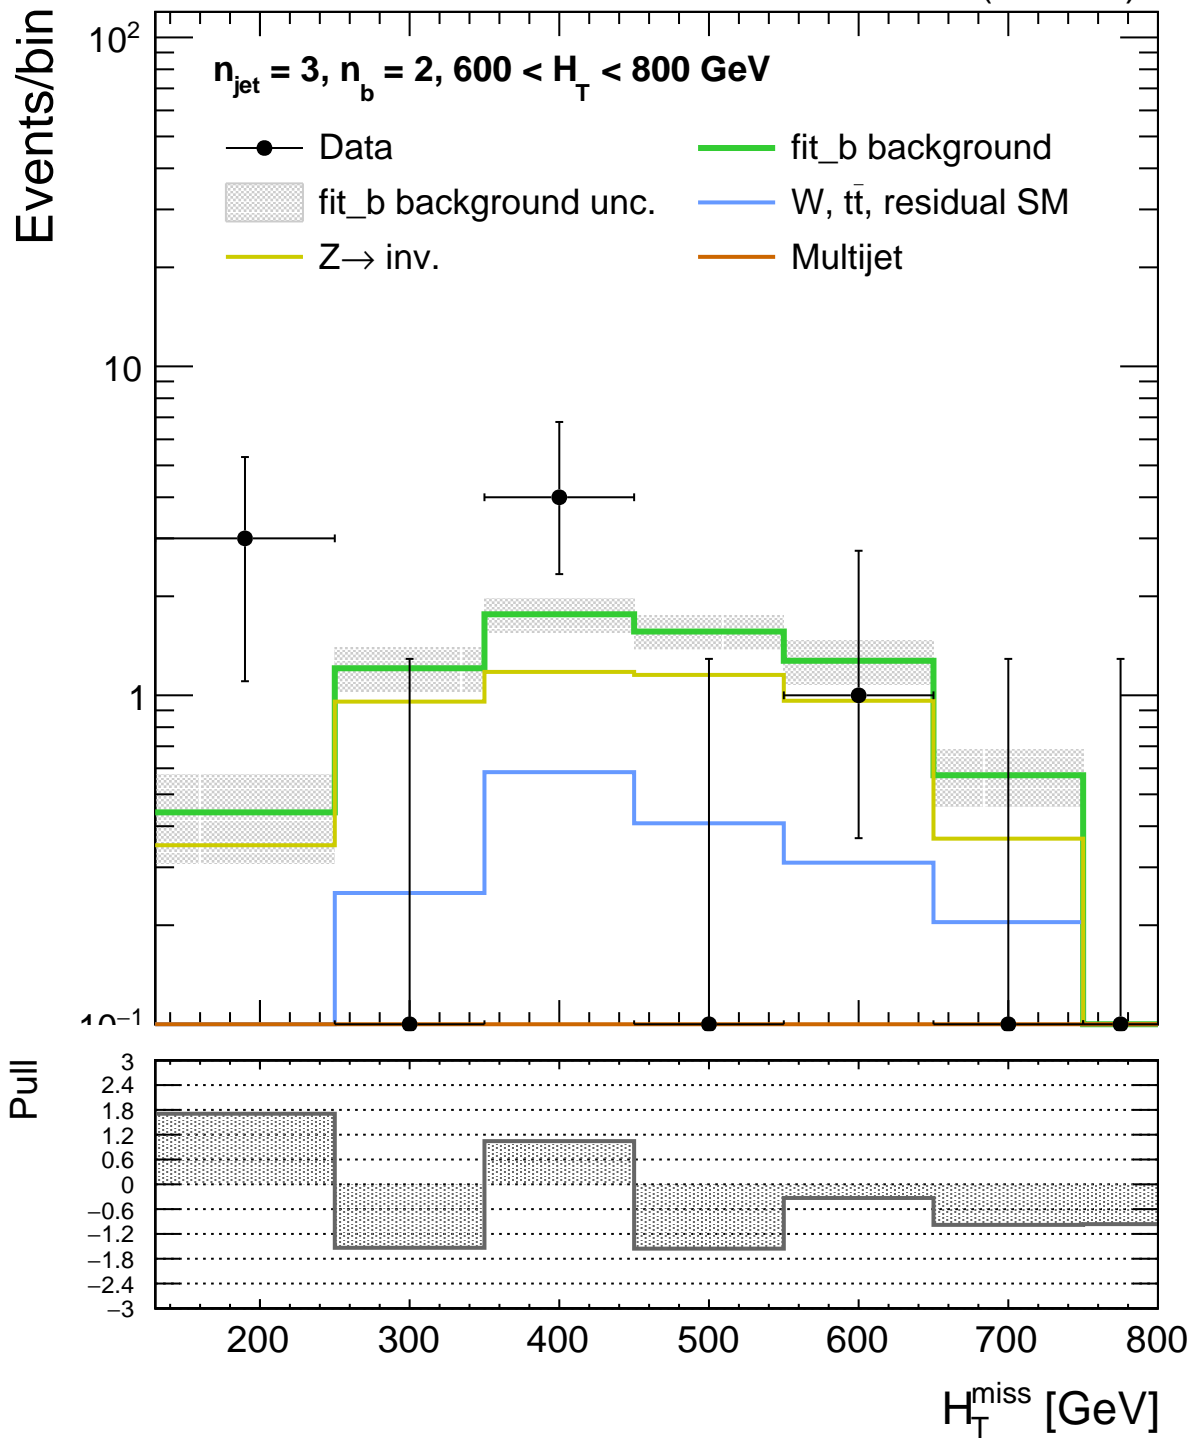 Events/bin
10²
n_jet = 3, n_b = 2, 600 < H_T < 800 GeV
Data
fit_b background
fit_b background unc.
W, tt̄, residual SM
Z→ inv.
Multijet
10
1
10⁻¹
Pull
3
2.4
1.8
1.2
0.6
0
−0.6
−1.2
−1.8
−2.4
−3
200 300 400 500 600 700 800
H_T^miss [GeV]